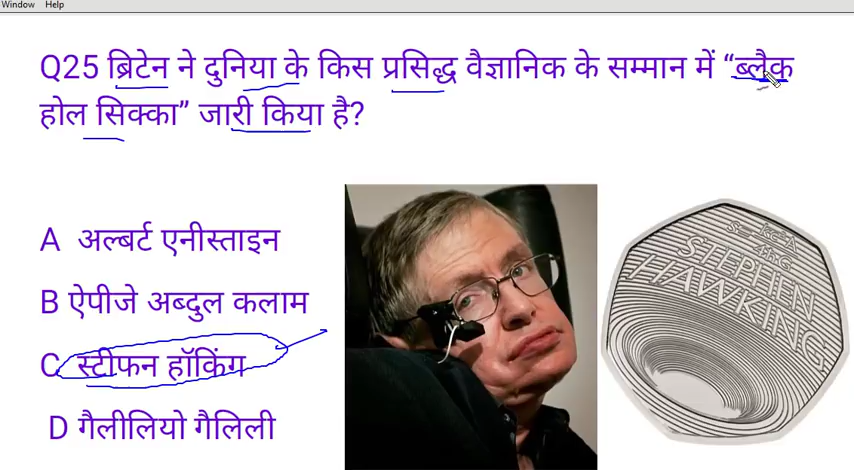 Window Help
Q25 ब्रिटेन ने दुनिया के किस प्रसिद्ध वैज्ञानिक के सम्मान में “ब्लैक
होल सिक्का” जारी किया है?
A अल्बर्ट एनीस्ताइन
B ऐपीजे अब्दुल कलाम
C स्टीफन हॉकिंग
D गैलीलियो गैलिली
STEPHEN
HAWKING